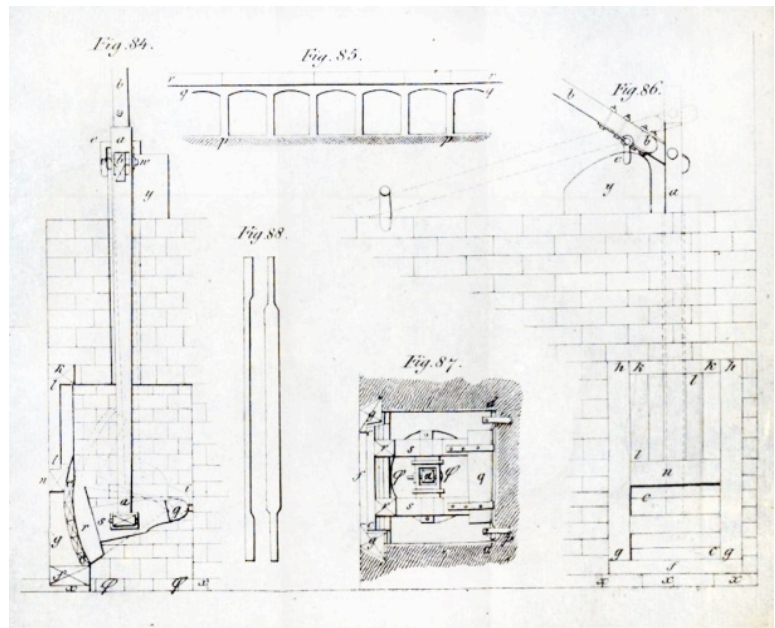 Fig. 84.
Fig. 85.
Fig. 86.
Fig. 88.
Fig. 87.
b
a
a
c
b
w
y
r
r
q
q
p
p
b
b
c
y
a
k
l
l
n
a
s
r
q
t
g
f
x
φ
φ
x
g
d
r
s
f
φ
a
φ
q
r
s
g
d
h
k
k
h
l
l
n
e
g
c
g
f
x
x
x